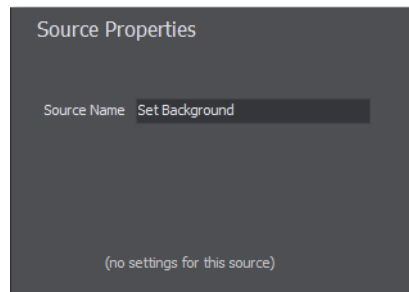 Source Properties
Source Name Set Background
(no settings for this source)